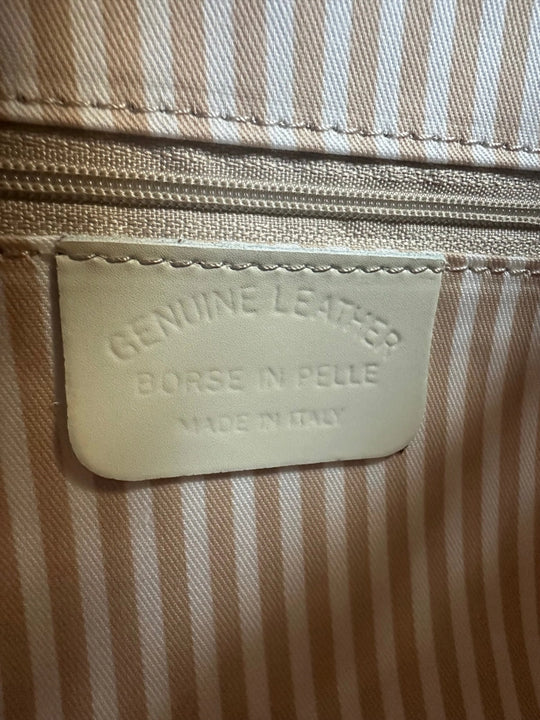 GENUINE LEATHER
BORSE IN PELLE
MADE IN ITALY